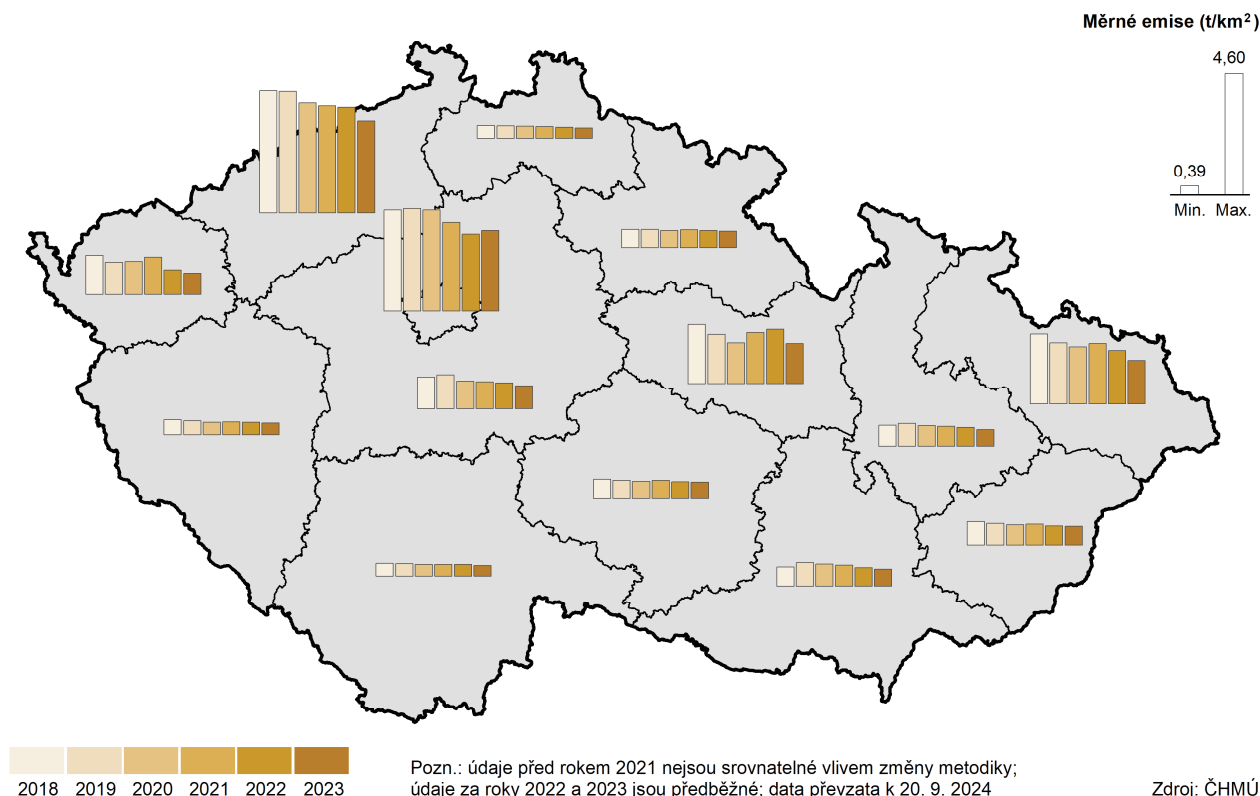 Měrné emise (t/km²)
4,60
0,39
Min. Max.
2018 2019 2020 2021 2022 2023
Pozn.: údaje před rokem 2021 nejsou srovnatelné vlivem změny metodiky;
údaje za roky 2022 a 2023 jsou předběžné; data převzata k 20. 9. 2024
Zdroj: ČHMÚ